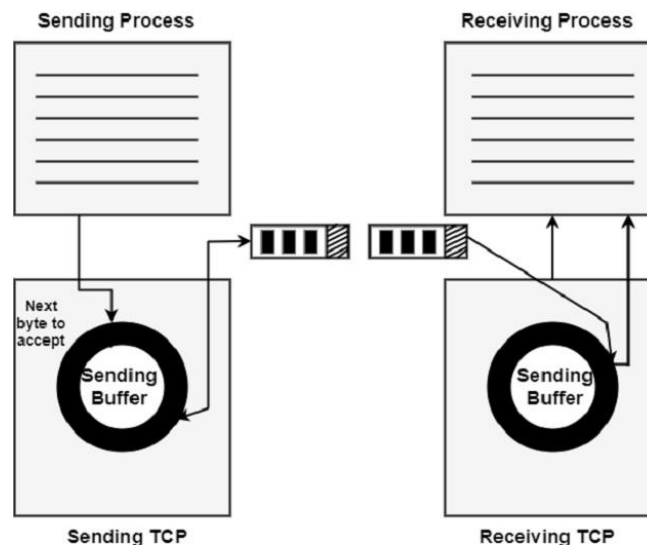 Sending Process
Receiving Process
Next
byte to
accept
Sending
Buffer
Sending
Buffer
Sending TCP
Receiving TCP